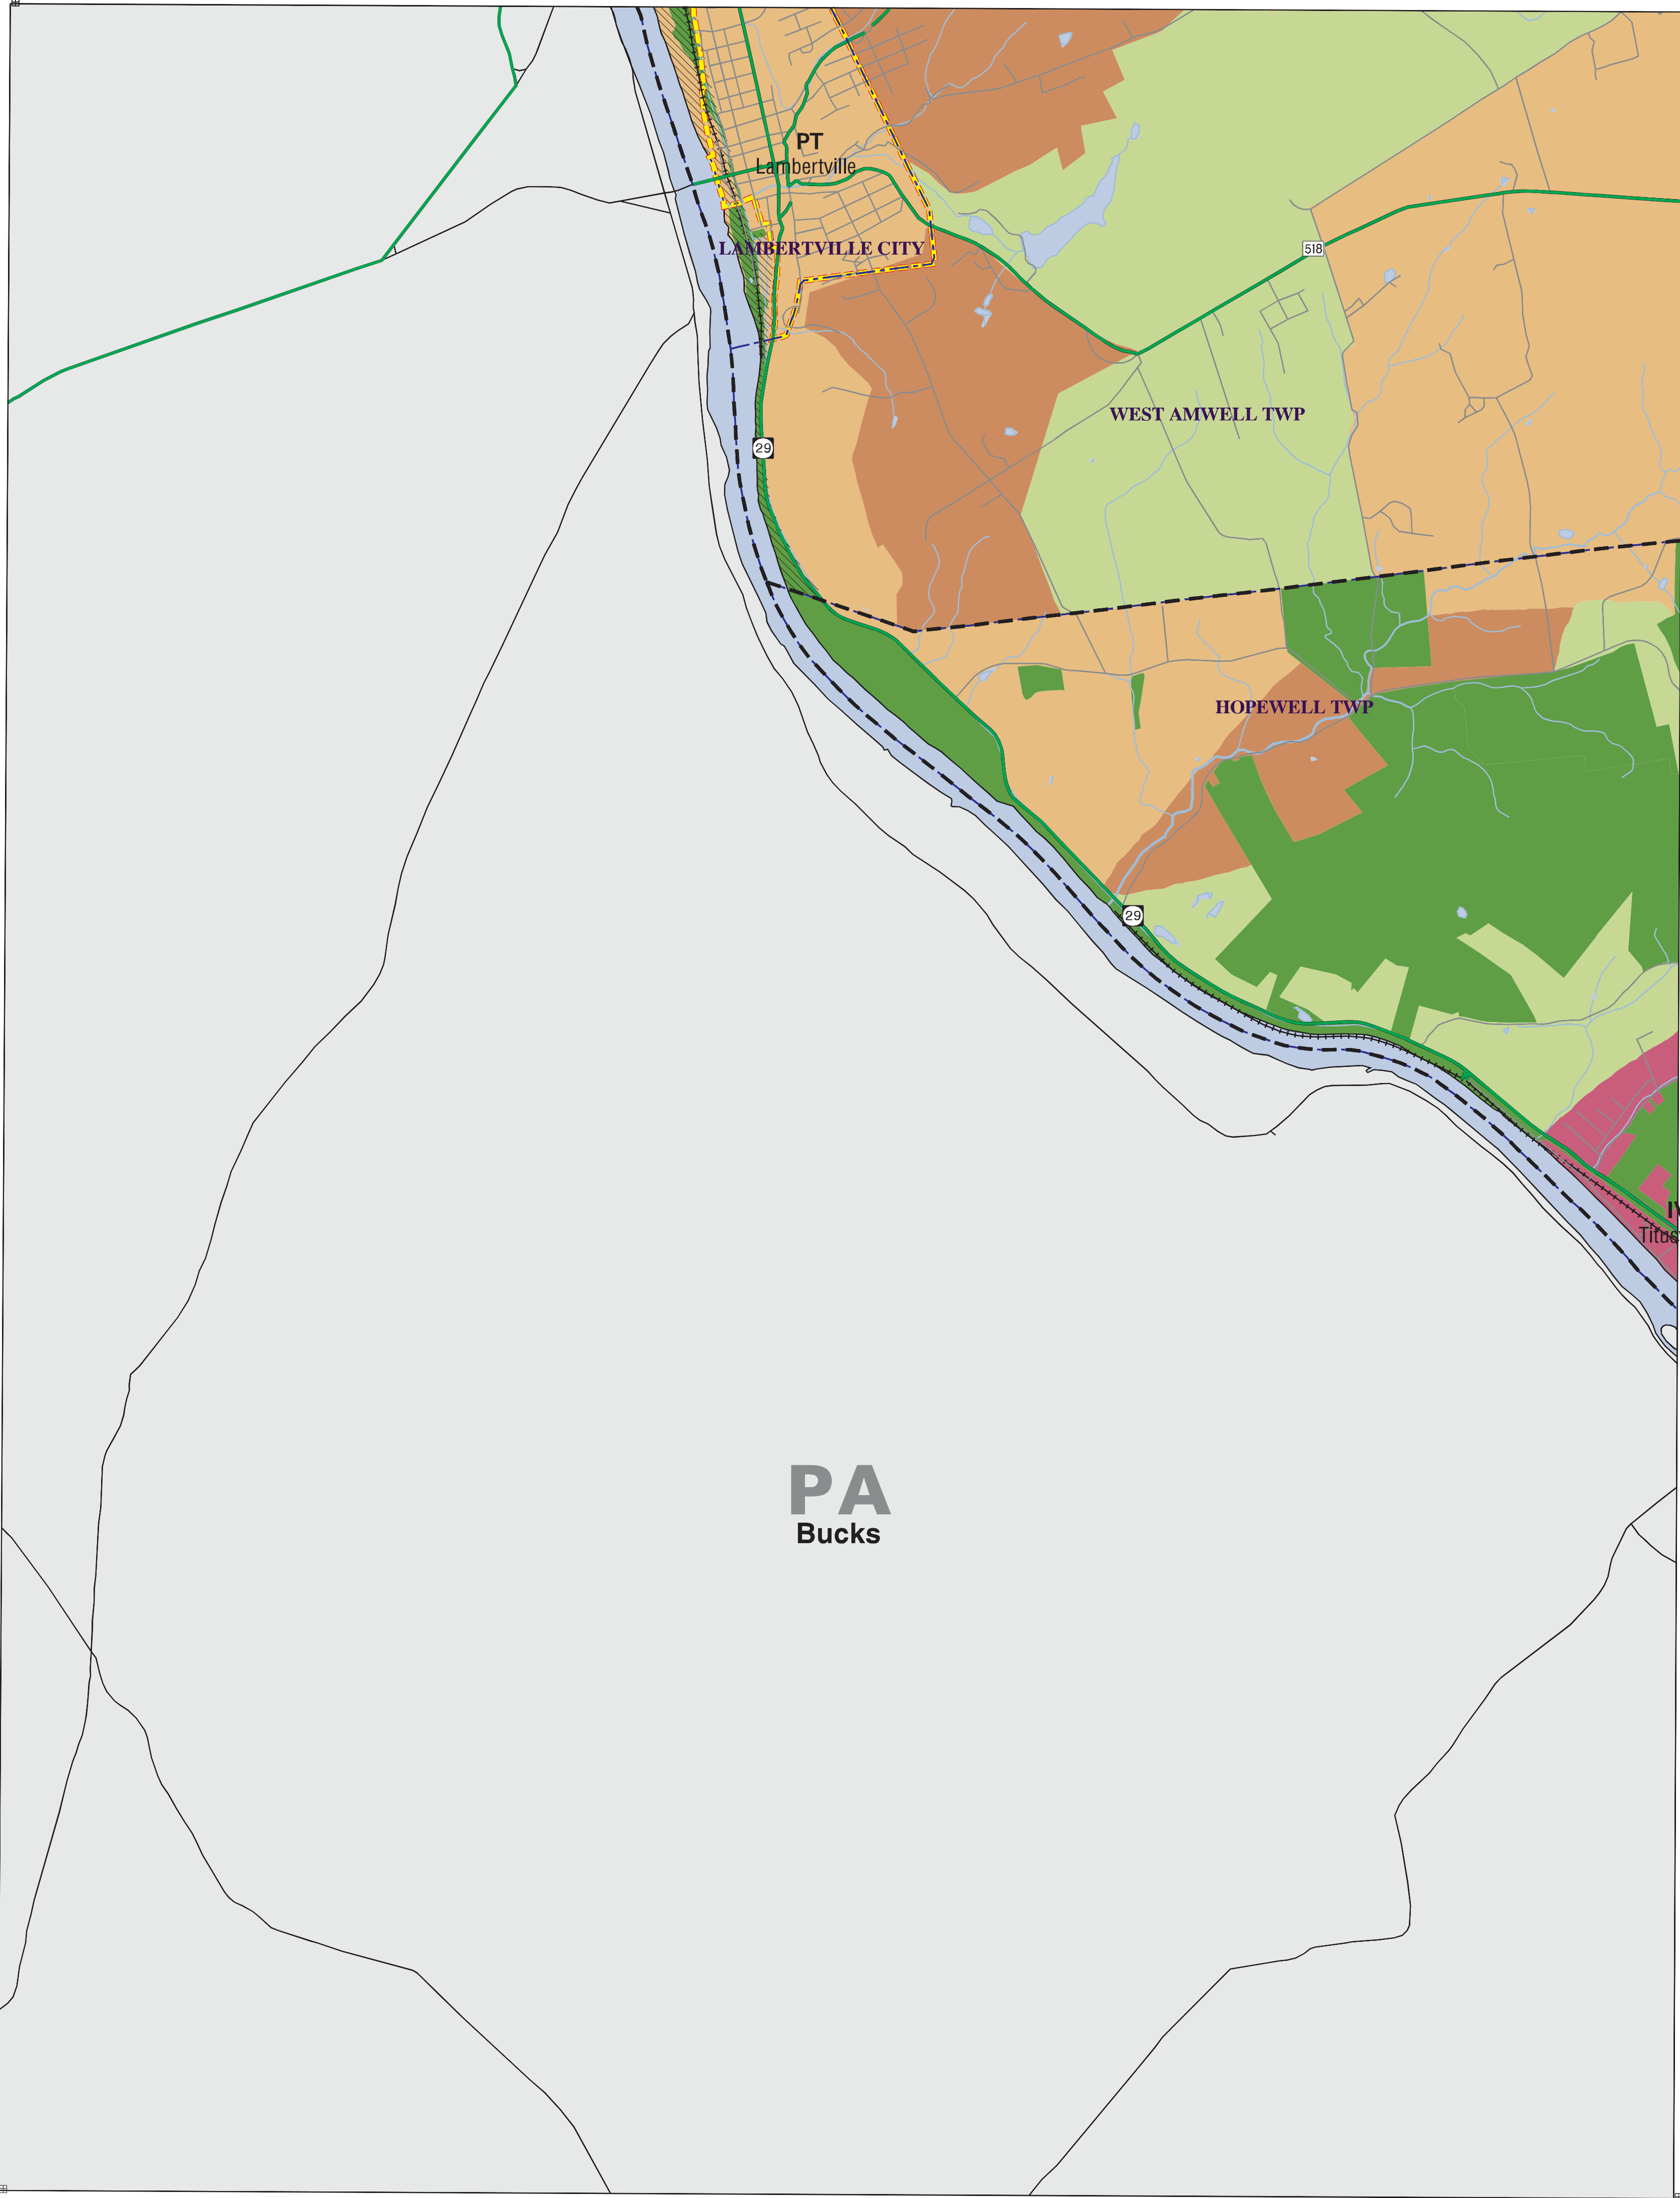 PT
Lambertville
LAMBERTVILLE CITY
518
WEST AMWELL TWP
29
HOPEWELL TWP
29
PA
Bucks